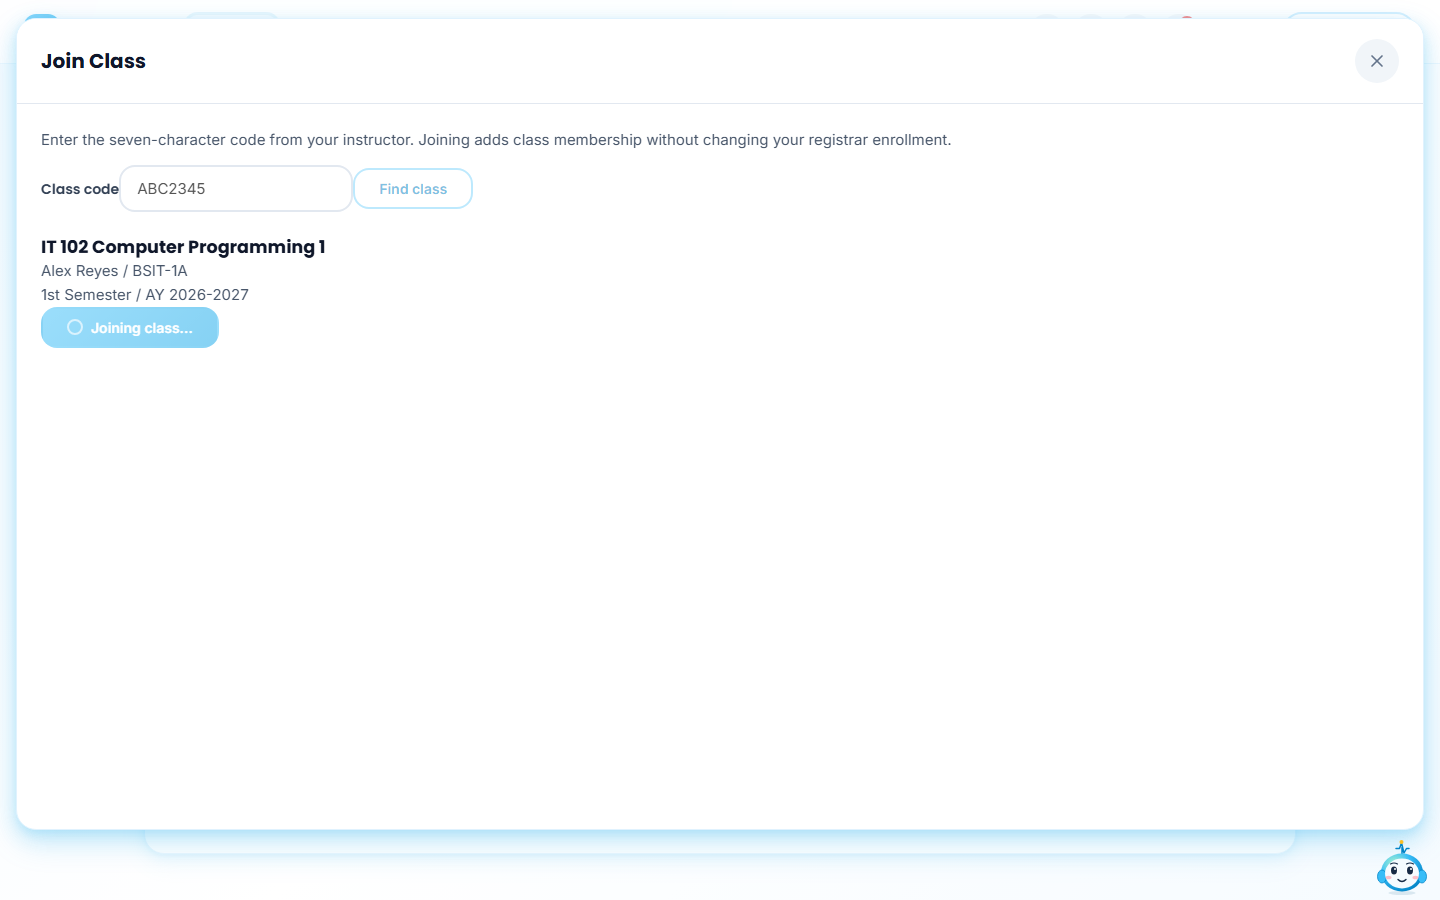 Join Class
Enter the seven-character code from your instructor. Joining adds class membership without changing your registrar enrollment.
Class code ABC2345 Find class
IT 102 Computer Programming 1
Alex Reyes / BSIT-1A
1st Semester / AY 2026-2027
Joining class...